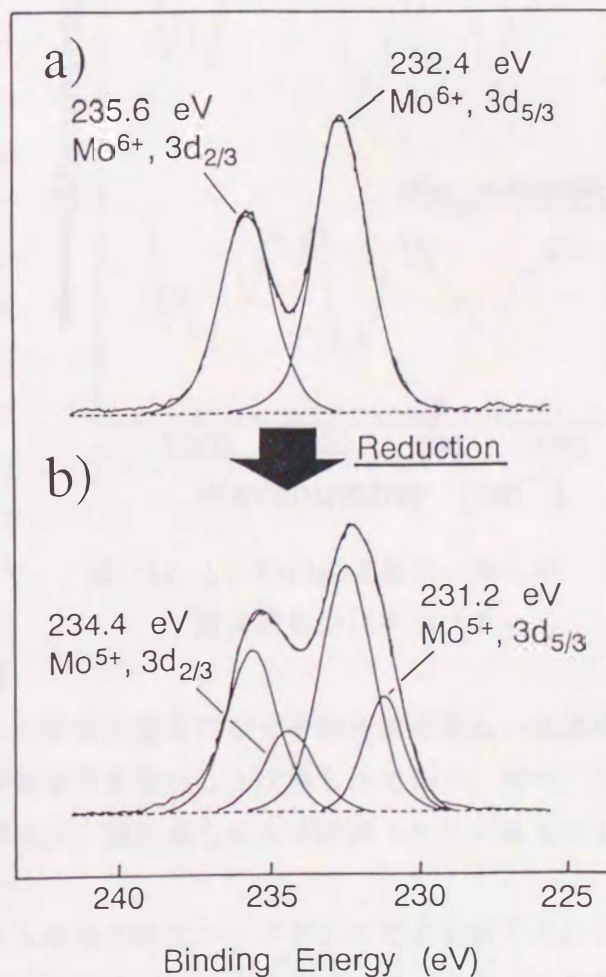 a)
235.6 eV
Mo⁶⁺, 3d₂/₃
232.4 eV
Mo⁶⁺, 3d₅/₃
Reduction
b)
234.4 eV
Mo⁵⁺, 3d₂/₃
231.2 eV
Mo⁵⁺, 3d₅/₃
240 235 230 225
Binding Energy (eV)